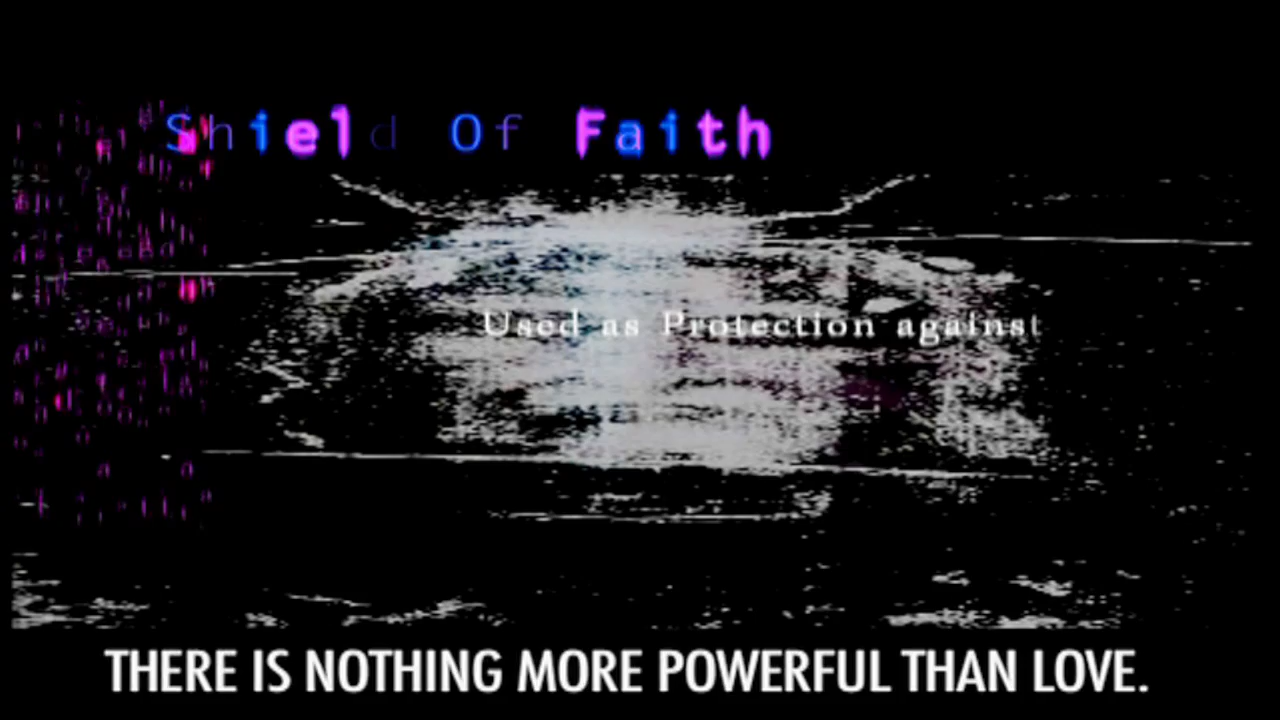 Shield Of Faith
Used as Protection against
THERE IS NOTHING MORE POWERFUL THAN LOVE.